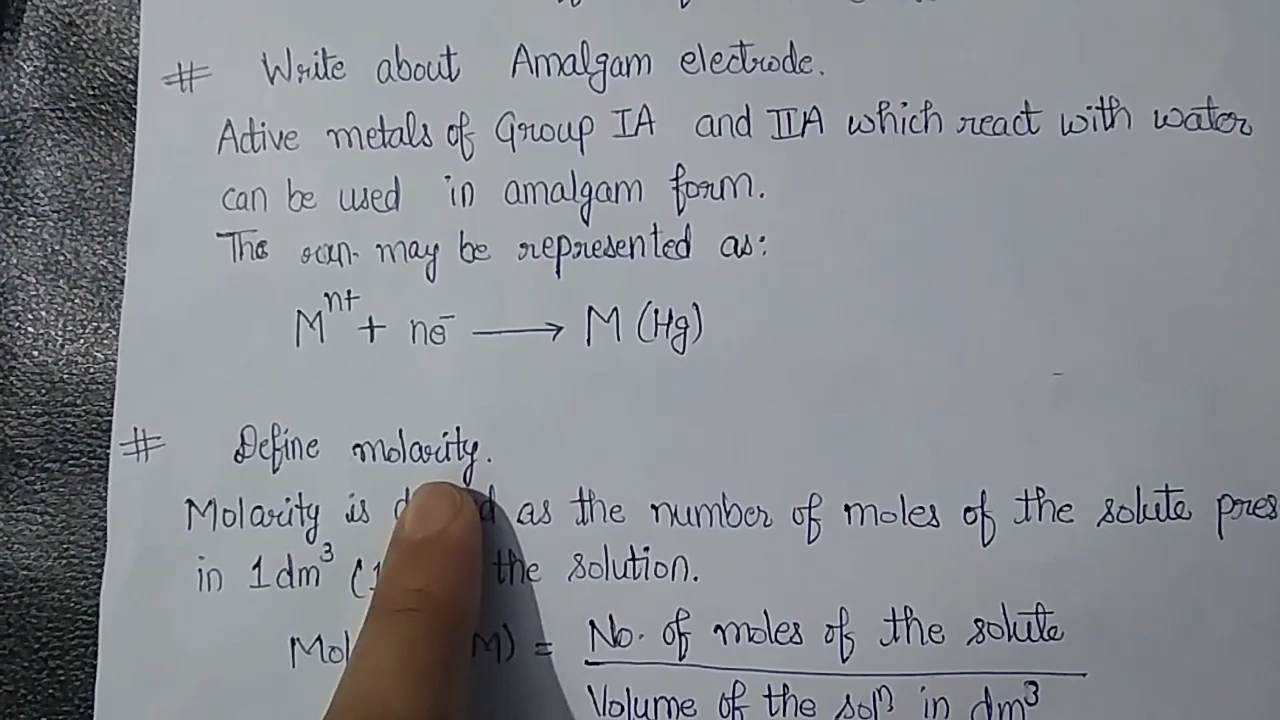 # Write about Amalgam electrode.
Active metals of Group IA and IIA which react with water
can be used in amalgam form.
The rxn. may be represented as:
Mⁿ⁺ + ne⁻ ⟶ M (Hg)
# Define molarity.
Molarity is as the number of moles of the solute pres
in 1dm³ (1 the solution.
Mol M) = No. of moles of the solute
Volume of the solⁿ in dm³